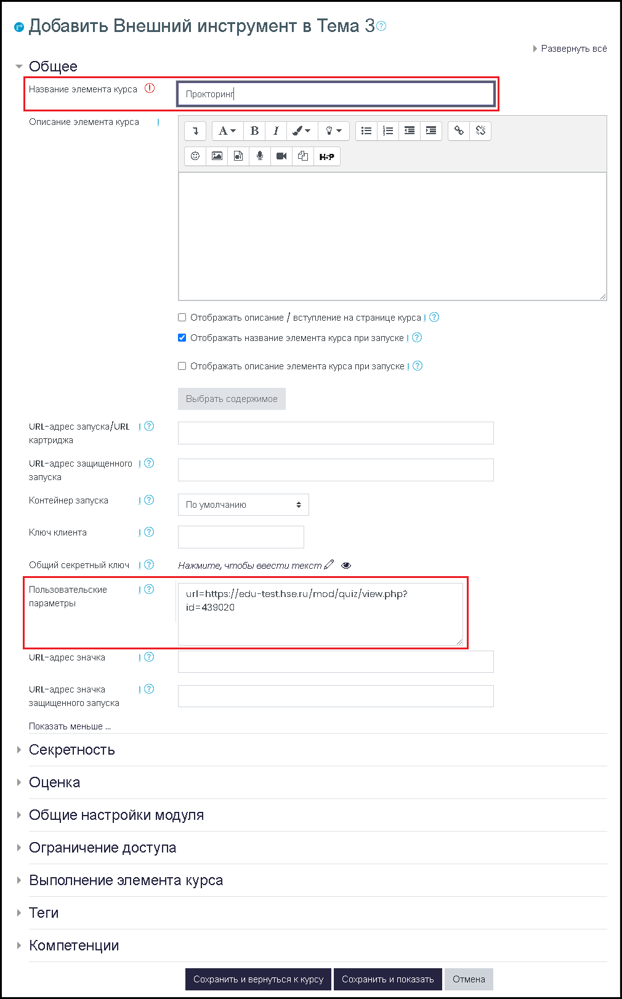 Добавить Внешний инструмент в Тема 3
Развернуть всё
Общее
Название элемента курса
Прокторинг
Описание элемента курса
A B I
H5P
Отображать описание / вступление на странице курса
Отображать название элемента курса при запуске
Отображать описание элемента курса при запуске
Выбрать содержимое
URL-адрес запуска/URL
картриджа
URL-адрес защищенного
запуска
Контейнер запуска
По умолчанию
Ключ клиента
Общий секретный ключ
Нажмите, чтобы ввести текст
Пользовательские
параметры
url=https://edu-test.hse.ru/mod/quiz/view.php?
id=439020
URL-адрес значка
URL-адрес значка
защищенного запуска
Показать меньше ...
Секретность
Оценка
Общие настройки модуля
Ограничение доступа
Выполнение элемента курса
Теги
Компетенции
Сохранить и вернуться к курсу
Сохранить и показать
Отмена